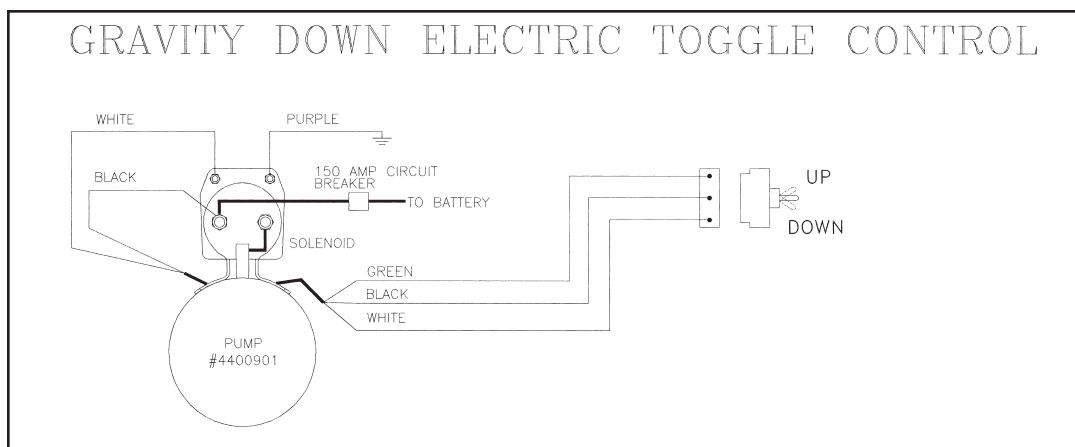 GRAVITY DOWN ELECTRIC TOGGLE CONTROL
WHITE
PURPLE
BLACK
150 AMP CIRCUIT
BREAKER
TO BATTERY
SOLENOID
UP
DOWN
GREEN
BLACK
WHITE
PUMP
#4400901